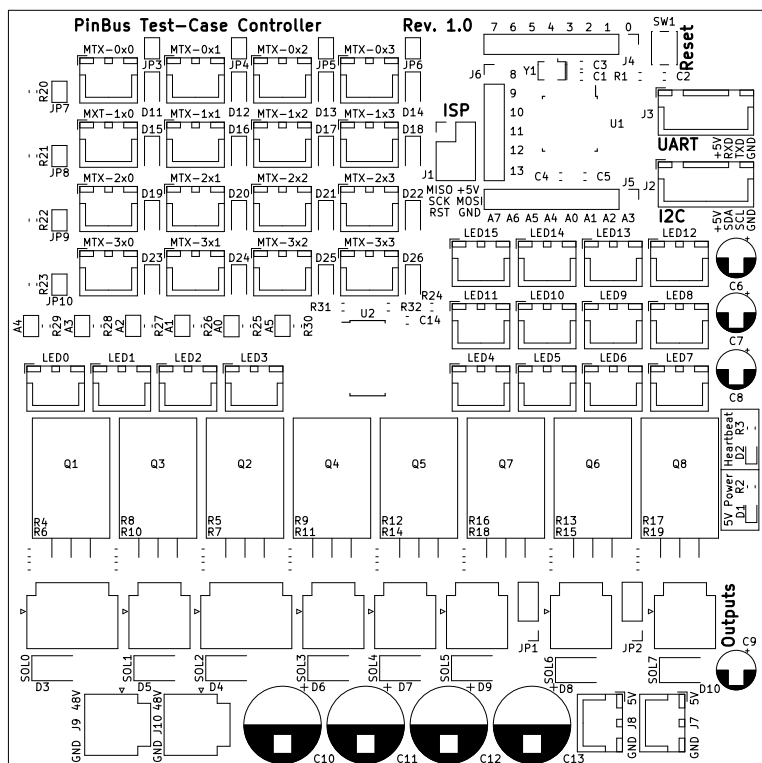 PinBus Test-Case Controller Rev. 1.0
7 6 5 4 3 2 1 0
SW1
Reset
MTX-0x0 MTX-0x1 MTX-0x2 MTX-0x3
JP3 JP4 JP5 JP6
J4
J6
8
9
10
11
12
13
Y1
C3
C1
R1
C2
U1
C4 C5
J5
R20
JP7
D11 D12 D13 D14
MXT-1x0 MTX-1x1 MTX-1x2 MTX-1x3
D15 D16 D17 D18
R21
JP8
ISP
J1
MISO +5V
SCK MOSI
RST GND
J3
UART
+5V
RXD
TXD
GND
J2
I2C
+5V
SDA
SCL
GND
A7 A6 A5 A4 A0 A1 A2 A3
MTX-2x0 MTX-2x1 MTX-2x2 MTX-2x3
D19 D20 D21 D22
R22
JP9
MTX-3x0 MTX-3x1 MTX-3x2 MTX-3x3
D23 D24 D25 D26
R23
JP10
LED15 LED14 LED13 LED12
C6
R31 R32 R24
U2
C14
A4 R29 A3 R28 A2 R27 A1 R26 A0 R25 A5 R30
LED11 LED10 LED9 LED8
C7
LED0 LED1 LED2 LED3
LED4 LED5 LED6 LED7
C8
Q1 Q3 Q2 Q4 Q5 Q7 Q6 Q8
Heartbeat
R3
D2
5V Power
R2
D1
R4 R8 R5 R9 R12 R16 R13 R17
R6 R10 R7 R11 R14 R18 R15 R19
JP1 JP2
Outputs
C9
SOL0 SOL1 SOL2 SOL3 SOL4 SOL5 SOL6 SOL7
D3 D5 D4 D6 D7 D9 D8 D10
GND J9 48V
GND J10 48V
C10 C11 C12 C13
GND J8 5V
GND J7 5V